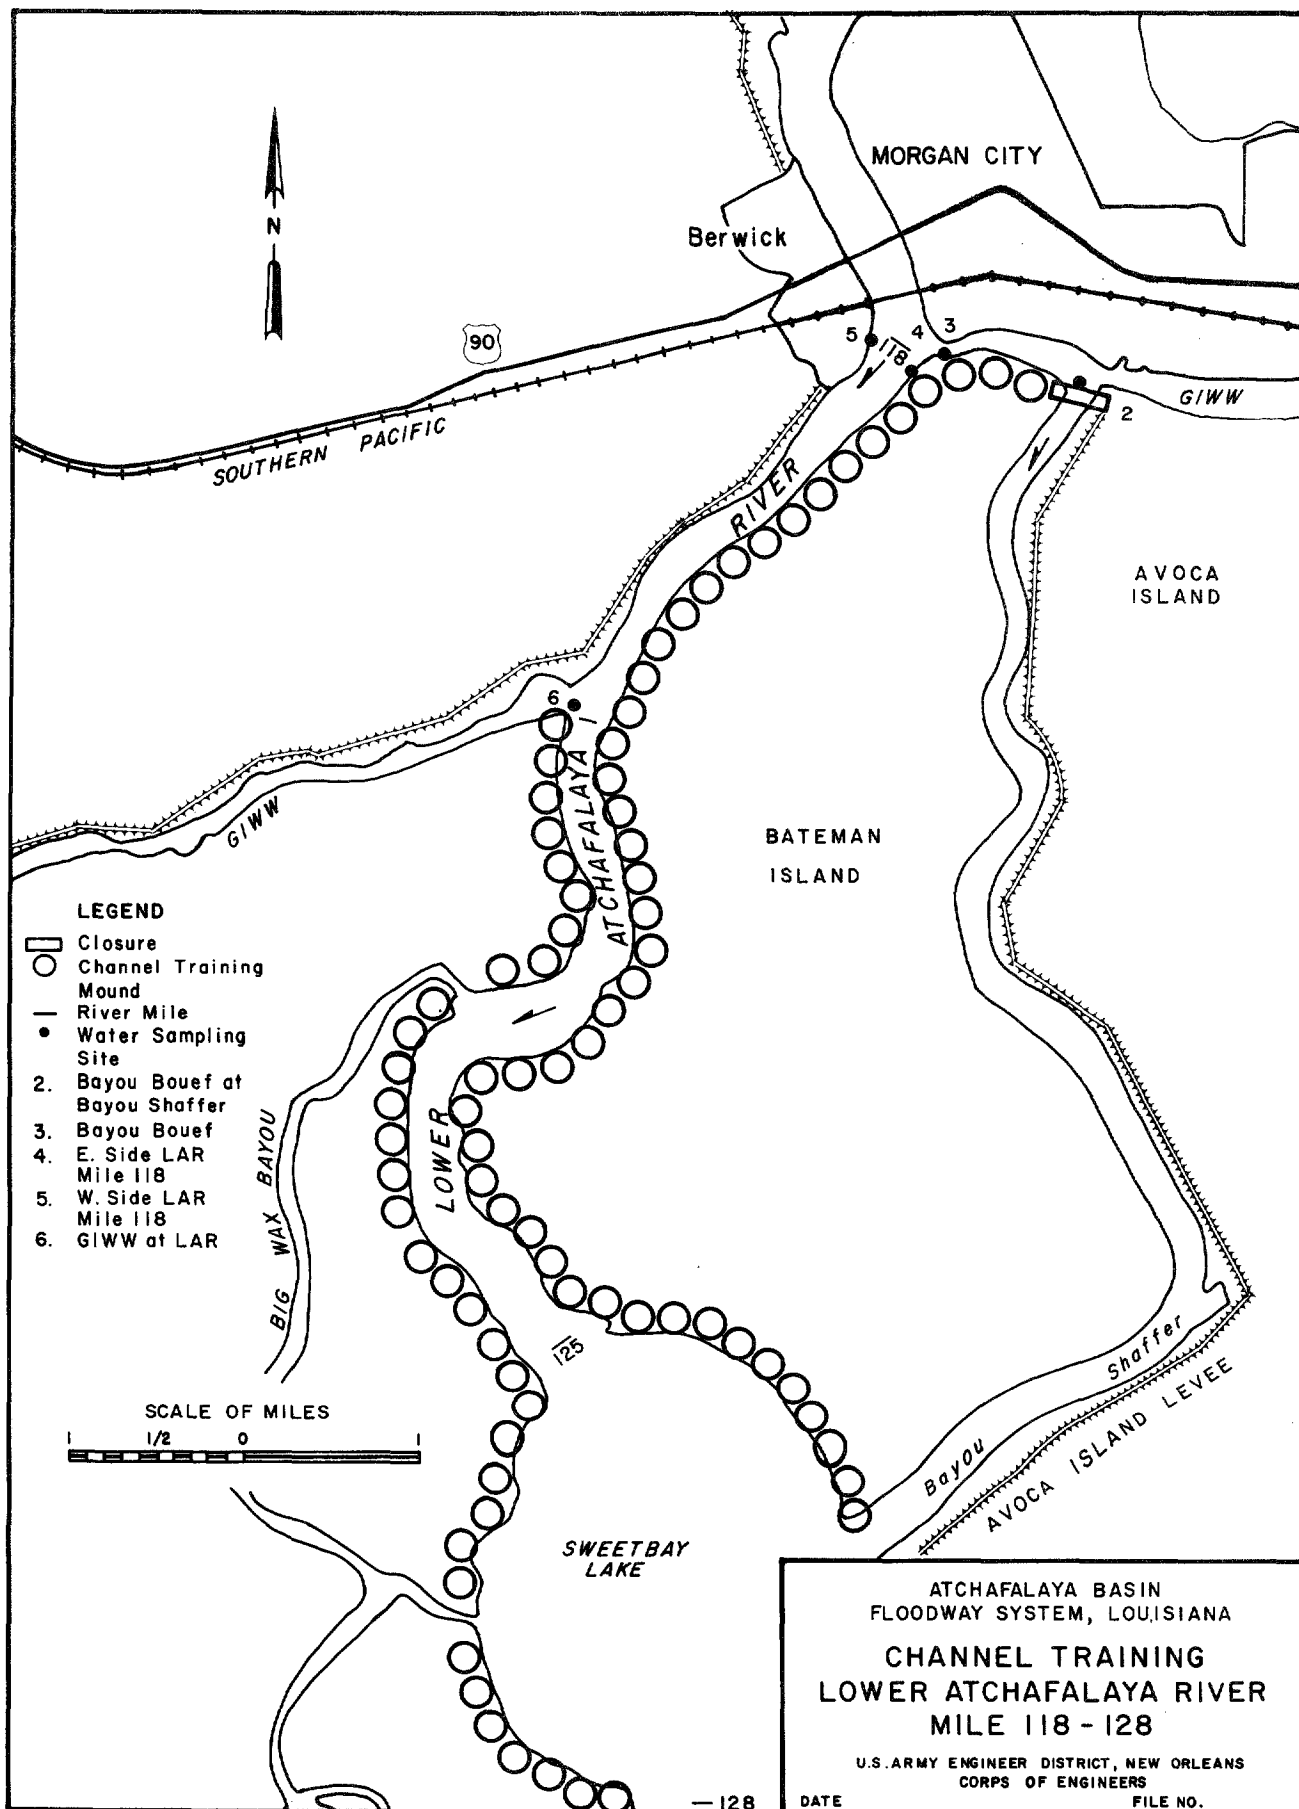 MORGAN CITY
Berwick
N
90
SOUTHERN PACIFIC
5
118
4
3
2
GIWW
RIVER
AVOCA
ISLAND
6
ATCHAFALAYA
GIWW
BATEMAN
ISLAND
LEGEND
Closure
Channel Training
Mound
River Mile
Water Sampling
Site
2. Bayou Bouef at
Bayou Shaffer
3. Bayou Bouef
4. E. Side LAR
Mile 118
5. W. Side LAR
Mile 118
6. GIWW at LAR
BIG WAX BAYOU
LOWER
125
SCALE OF MILES
1 1/2 0 1
Bayou Shaffer
AVOCA ISLAND LEVEE
SWEETBAY
LAKE
128
ATCHAFALAYA BASIN
FLOODWAY SYSTEM, LOUISIANA
CHANNEL TRAINING
LOWER ATCHAFALAYA RIVER
MILE 118 - 128
U.S. ARMY ENGINEER DISTRICT, NEW ORLEANS
CORPS OF ENGINEERS
DATE FILE NO.